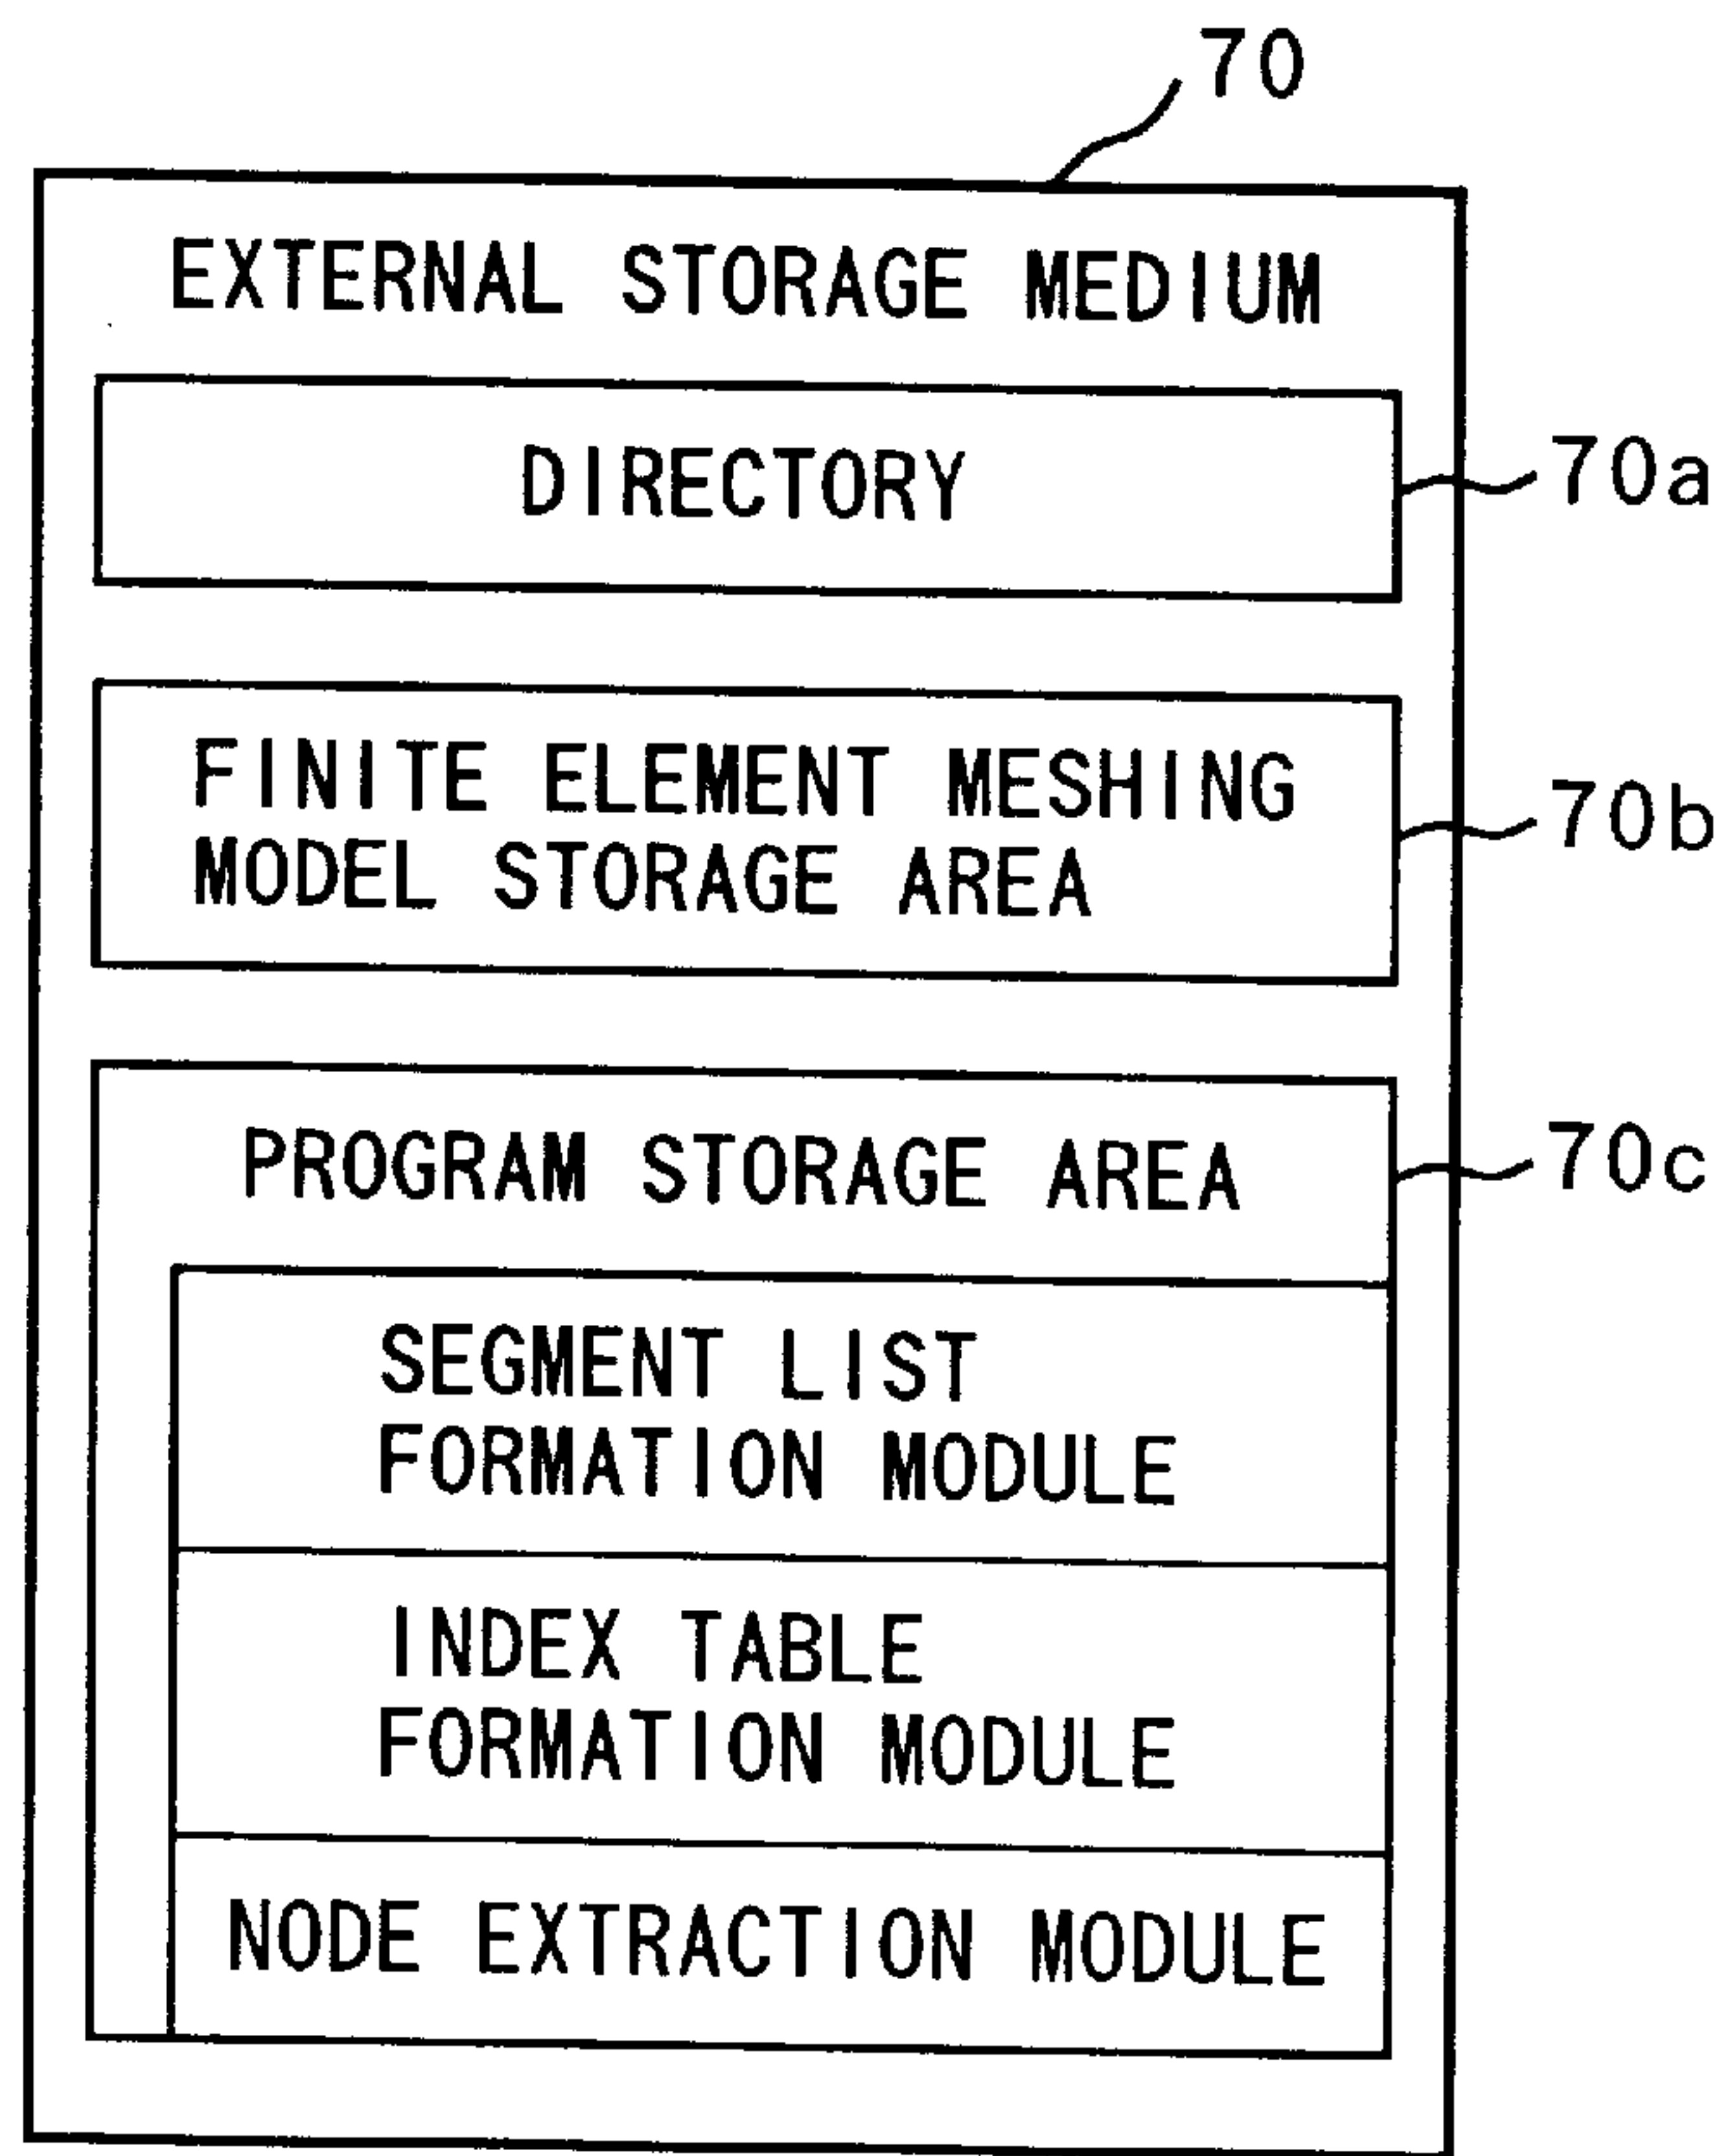 70
EXTERNAL STORAGE MEDIUM
DIRECTORY
70a
FINITE ELEMENT MESHING
MODEL STORAGE AREA
70b
PROGRAM STORAGE AREA
70c
SEGMENT LIST
FORMATION MODULE
INDEX TABLE
FORMATION MODULE
NODE EXTRACTION MODULE